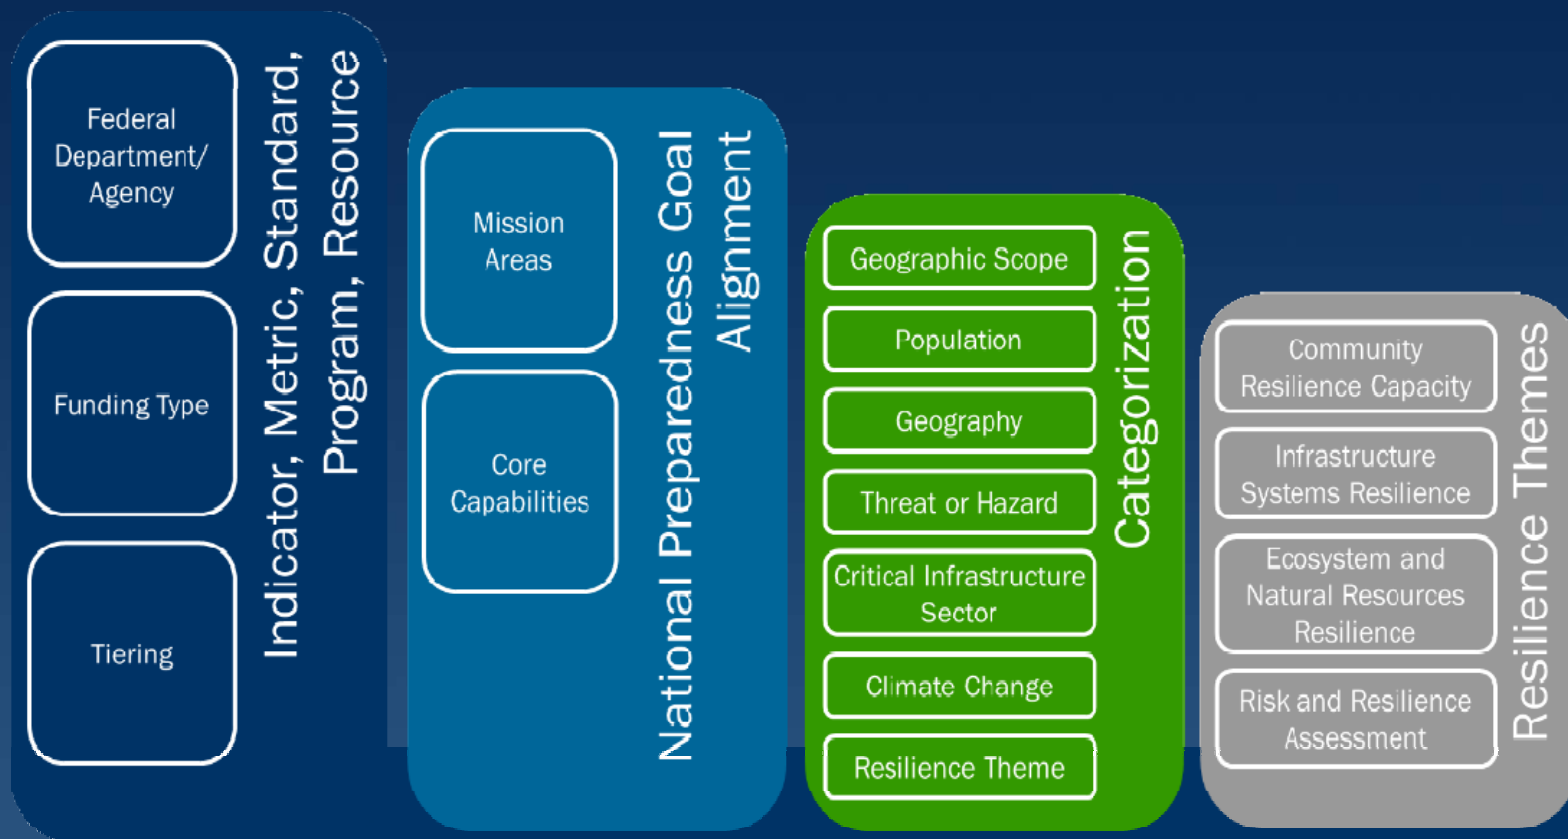 Federal
Department/
Agency
Funding Type
Tiering
Indicator, Metric, Standard,
Program, Resource
Mission
Areas
Core
Capabilities
National Preparedness Goal
Alignment
Geographic Scope
Population
Geography
Threat or Hazard
Critical Infrastructure
Sector
Climate Change
Resilience Theme
Categorization
Community
Resilience Capacity
Infrastructure
Systems Resilience
Ecosystem and
Natural Resources
Resilience
Risk and Resilience
Assessment
Resilience Themes